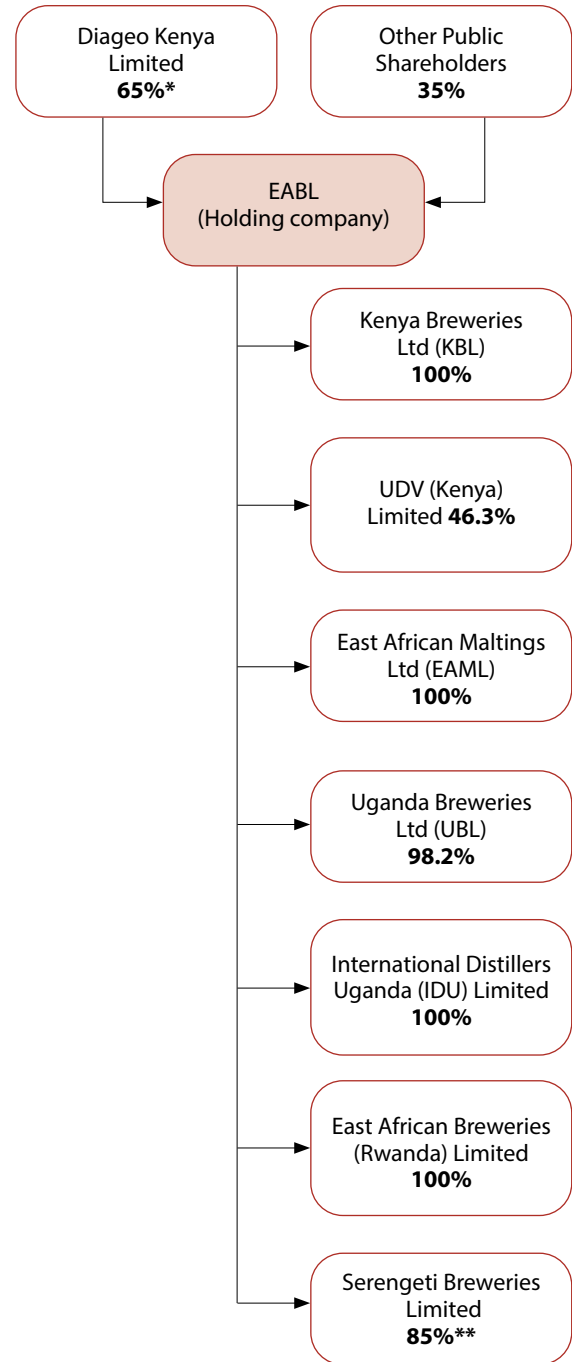 Diageo Kenya
Limited
65%*
Other Public
Shareholders
35%
EABL
(Holding company)
Kenya Breweries
Ltd (KBL)
100%
UDV (Kenya)
Limited 46.3%
East African Maltings
Ltd (EAML)
100%
Uganda Breweries
Ltd (UBL)
98.2%
International Distillers
Uganda (IDU) Limited
100%
East African Breweries
(Rwanda) Limited
100%
Serengeti Breweries
Limited
85%**